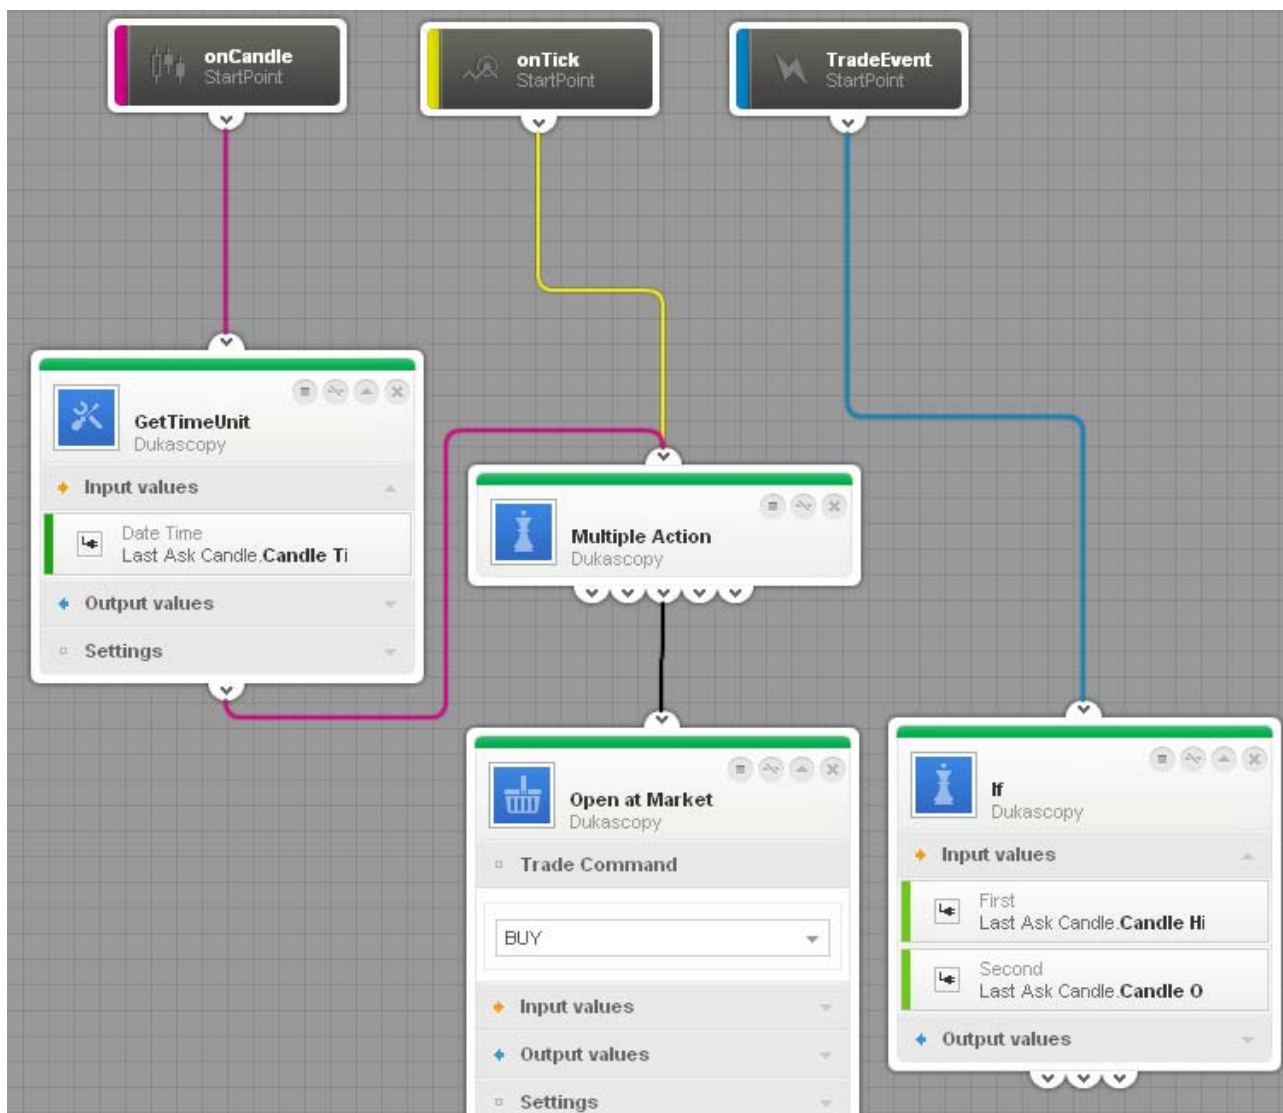 onCandle
StartPoint
onTick
StartPoint
TradeEvent
StartPoint
GetTimeUnit
Dukascopy
Input values
Date Time
Last Ask Candle.Candle Ti
Output values
Settings
Multiple Action
Dukascopy
Open at Market
Dukascopy
Trade Command
BUY
Input values
Output values
Settings
If
Dukascopy
Input values
First
Last Ask Candle.Candle Hi
Second
Last Ask Candle.Candle O
Output values